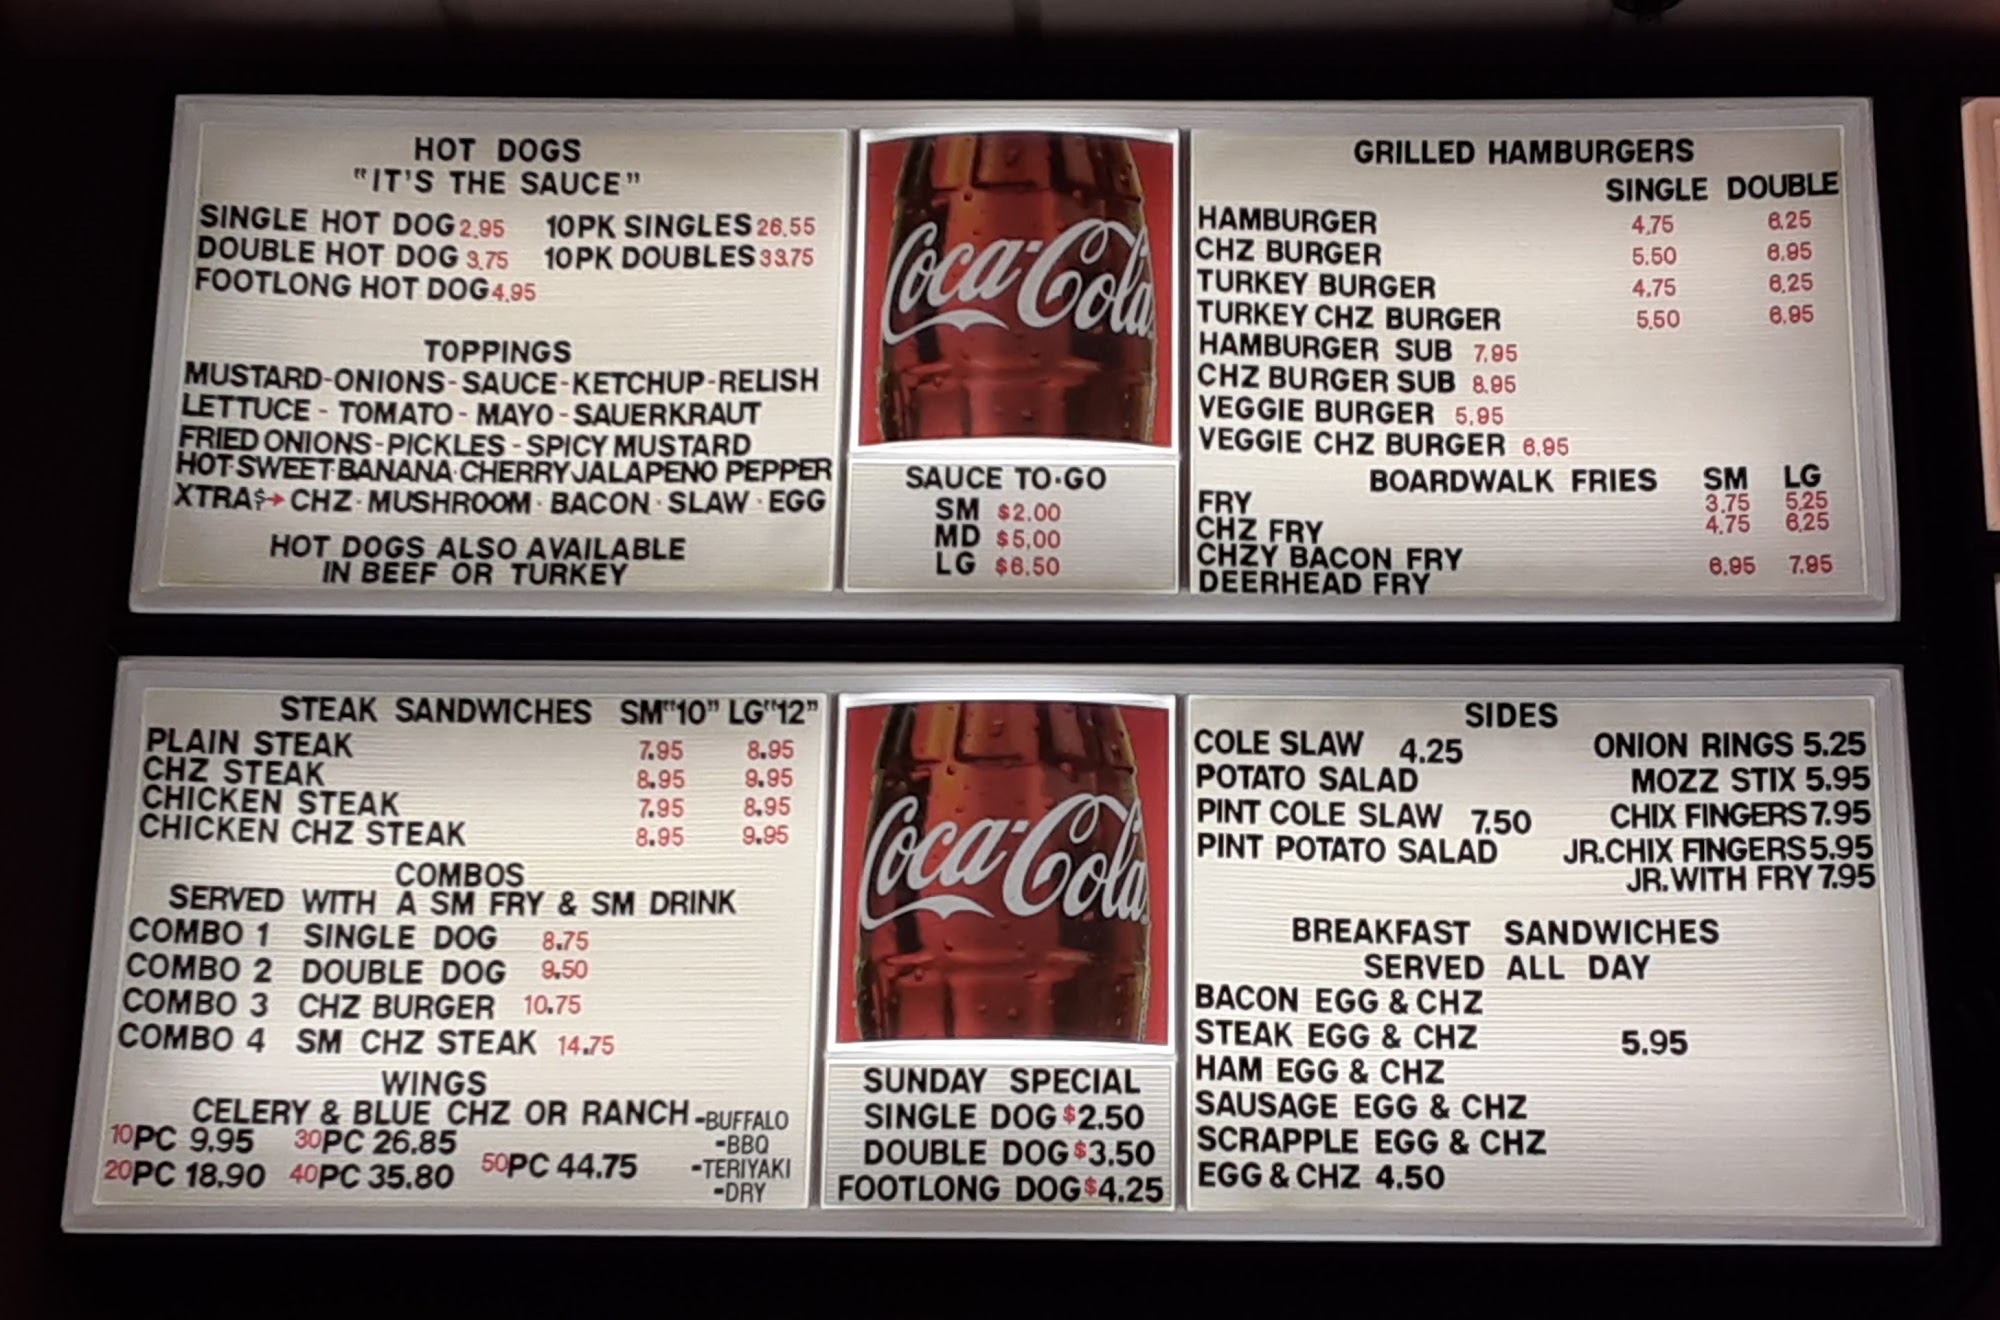 HOT DOGS
"IT'S THE SAUCE"
SINGLE HOT DOG 2.95 10PK SINGLES 26.55
DOUBLE HOT DOG 3.75 10PK DOUBLES 33.75
FOOTLONG HOT DOG 4.95
TOPPINGS
MUSTARD-ONIONS-SAUCE-KETCHUP-RELISH
LETTUCE - TOMATO - MAYO - SAUERKRAUT
FRIED ONIONS-PICKLES - SPICY MUSTARD
HOT·SWEET·BANANA·CHERRY JALAPENO PEPPER
XTRA$→ CHZ · MUSHROOM · BACON · SLAW · EGG
HOT DOGS ALSO AVAILABLE
IN BEEF OR TURKEY
Coca-Cola
SAUCE TO-GO
SM $2.00
MD $5.00
LG $6.50
GRILLED HAMBURGERS
SINGLE DOUBLE
HAMBURGER 4.75 6.25
CHZ BURGER 5.50 6.95
TURKEY BURGER 4.75 6.25
TURKEY CHZ BURGER 5.50 6.95
HAMBURGER SUB 7.95
CHZ BURGER SUB 8.95
VEGGIE BURGER 5.95
VEGGIE CHZ BURGER 6.95
BOARDWALK FRIES SM LG
FRY 3.75 5.25
CHZ FRY 4.75 6.25
CHZY BACON FRY 6.95 7.95
DEERHEAD FRY
STEAK SANDWICHES SM"10" LG"12"
PLAIN STEAK 7.95 8.95
CHZ STEAK 8.95 9.95
CHICKEN STEAK 7.95 8.95
CHICKEN CHZ STEAK 8.95 9.95
COMBOS
SERVED WITH A SM FRY & SM DRINK
COMBO 1 SINGLE DOG 8.75
COMBO 2 DOUBLE DOG 9.50
COMBO 3 CHZ BURGER 10.75
COMBO 4 SM CHZ STEAK 14.75
WINGS
CELERY & BLUE CHZ OR RANCH
10PC 9.95 30PC 26.85
20PC 18.90 40PC 35.80 50PC 44.75
-BUFFALO
-BBQ
-TERIYAKI
-DRY
Coca-Cola
SUNDAY SPECIAL
SINGLE DOG $2.50
DOUBLE DOG $3.50
FOOTLONG DOG $4.25
SIDES
COLE SLAW 4.25 ONION RINGS 5.25
POTATO SALAD MOZZ STIX 5.95
PINT COLE SLAW 7.50 CHIX FINGERS 7.95
PINT POTATO SALAD JR.CHIX FINGERS 5.95
JR.WITH FRY 7.95
BREAKFAST SANDWICHES
SERVED ALL DAY
BACON EGG & CHZ
STEAK EGG & CHZ 5.95
HAM EGG & CHZ
SAUSAGE EGG & CHZ
SCRAPPLE EGG & CHZ
EGG & CHZ 4.50